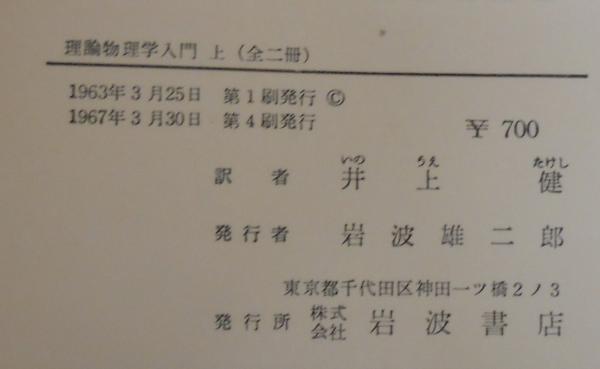 理論物理学入門 上（全二冊）
1963年3月25日 第1刷発行 ©
1967年3月30日 第4刷発行
¥ 700
いの うえ たけし
訳者 井上 健
発行者 岩波雄二郎
東京都千代田区神田一ツ橋2ノ3
発行所 株式会社 岩波書店